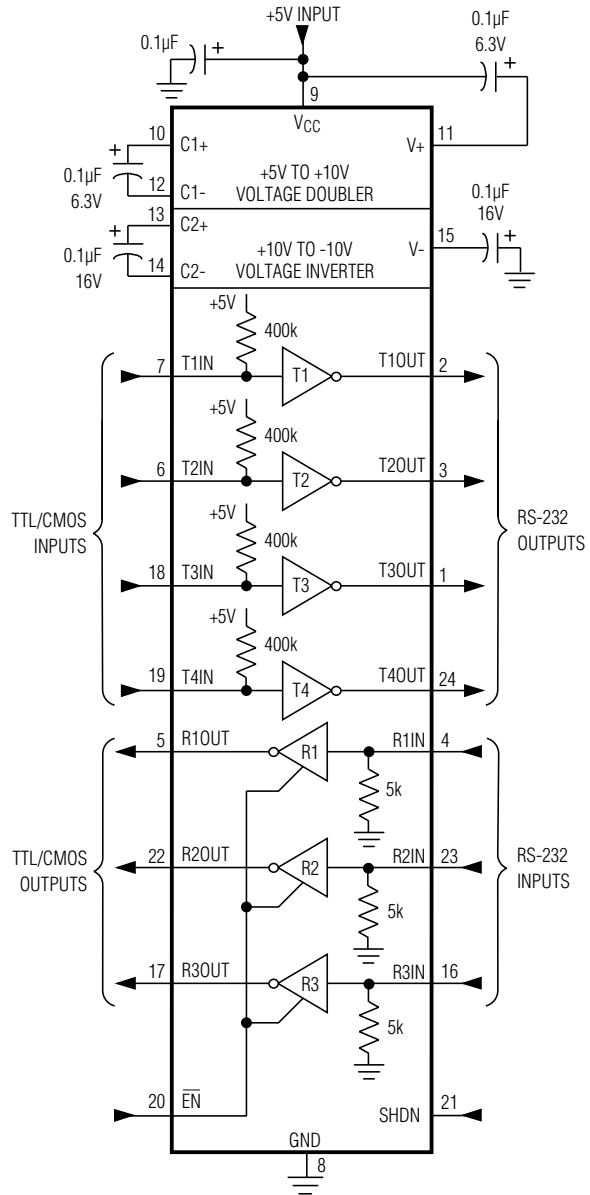 +5V INPUT
0.1µF
+
0.1µF
6.3V
+
9
VCC
10
C1+
V+
11
+
0.1µF
6.3V
+5V TO +10V
VOLTAGE DOUBLER
12
C1-
13
C2+
+
0.1µF
16V
+10V TO -10V
VOLTAGE INVERTER
14
C2-
V-
15
0.1µF
16V
+
+5V
400k
7
T1IN
T1
T1OUT
2
+5V
400k
6
T2IN
T2
T2OUT
3
TTL/CMOS
INPUTS
RS-232
OUTPUTS
+5V
400k
18
T3IN
T3
T3OUT
1
+5V
400k
19
T4IN
T4
T4OUT
24
5
R1OUT
R1
R1IN
4
5k
TTL/CMOS
OUTPUTS
22
R2OUT
R2
R2IN
23
RS-232
INPUTS
5k
17
R3OUT
R3
R3IN
16
5k
20
EN
SHDN
21
GND
8